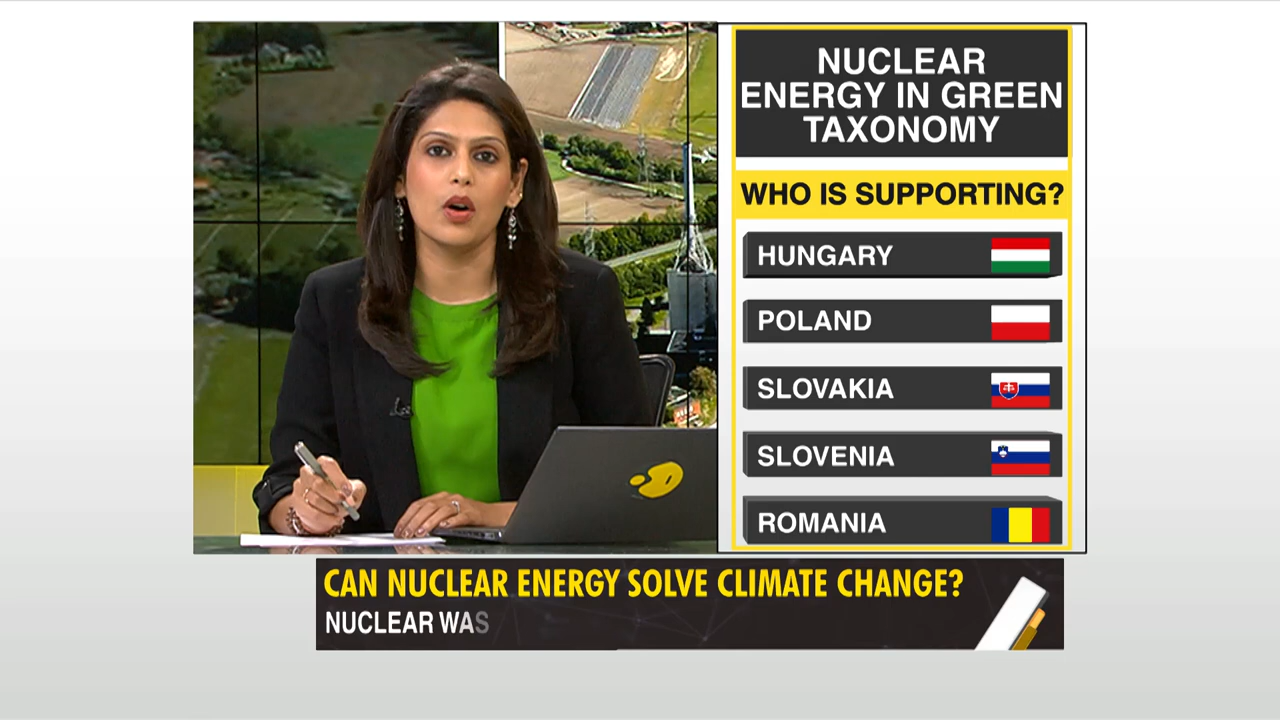 NUCLEAR
ENERGY IN GREEN
TAXONOMY
WHO IS SUPPORTING?
HUNGARY
POLAND
SLOVAKIA
SLOVENIA
ROMANIA
CAN NUCLEAR ENERGY SOLVE CLIMATE CHANGE?
NUCLEAR WAS